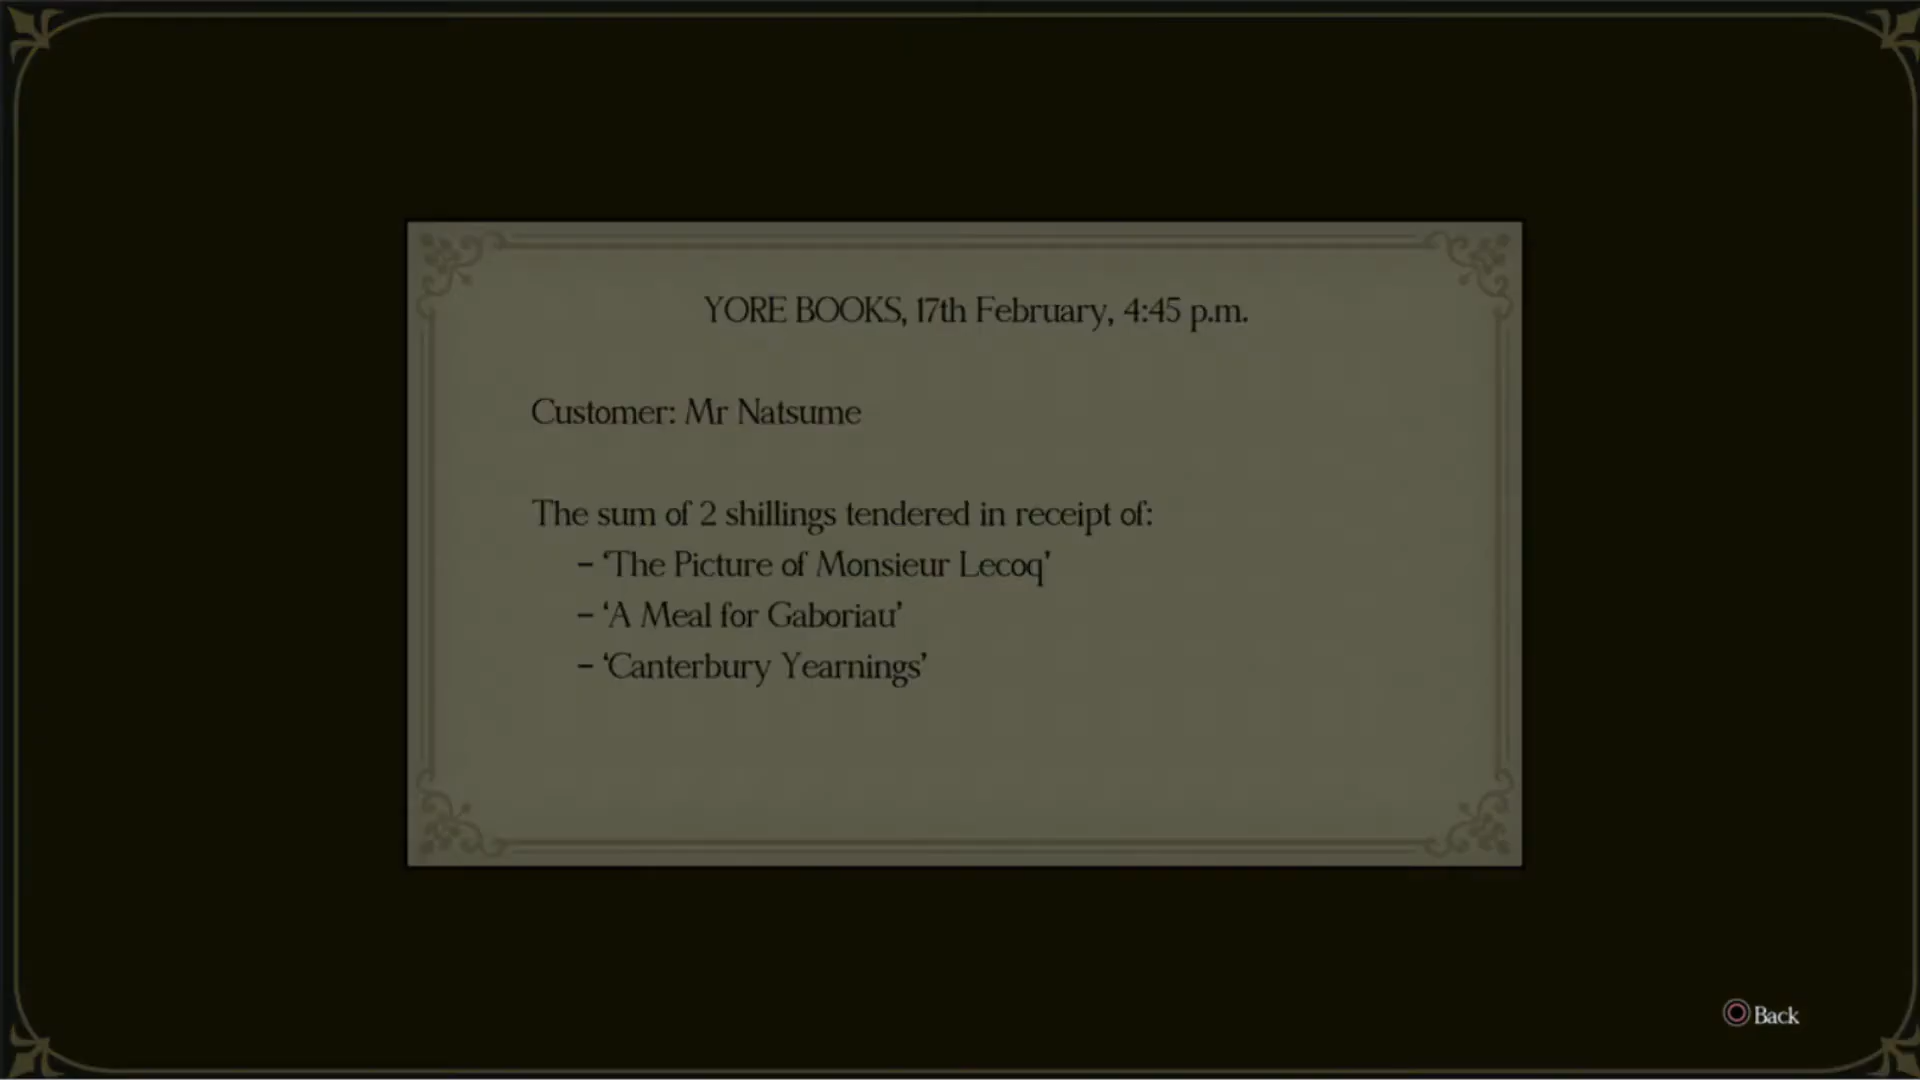 YORE BOOKS, 17th February, 4:45 p.m.
Customer: Mr Natsume
The sum of 2 shillings tendered in receipt of:
– ‘The Picture of Monsieur Lecoq’
– ‘A Meal for Gaboriau’
– ‘Canterbury Yearnings’
Back